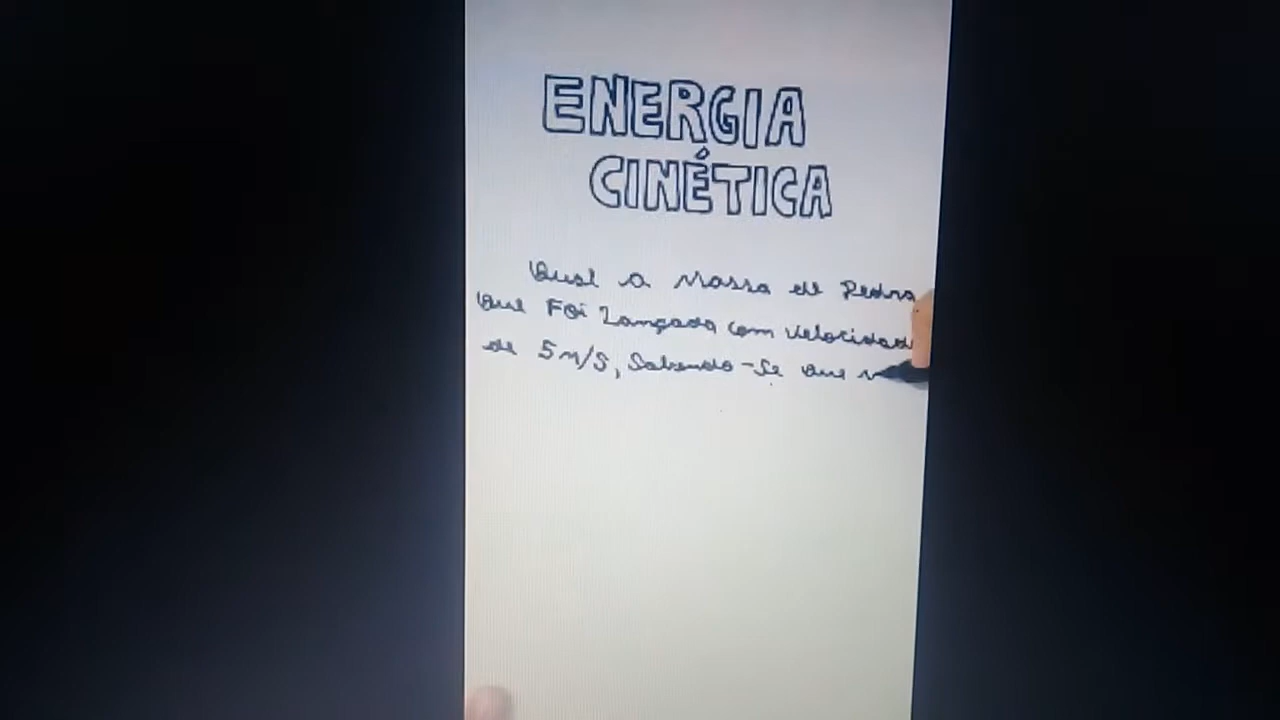 ENERGIA
CINÉTICA
Qual a Massa de Pedra
Que Foi Lançada com Velocidade
de 5m/s, Sabendo-se Que